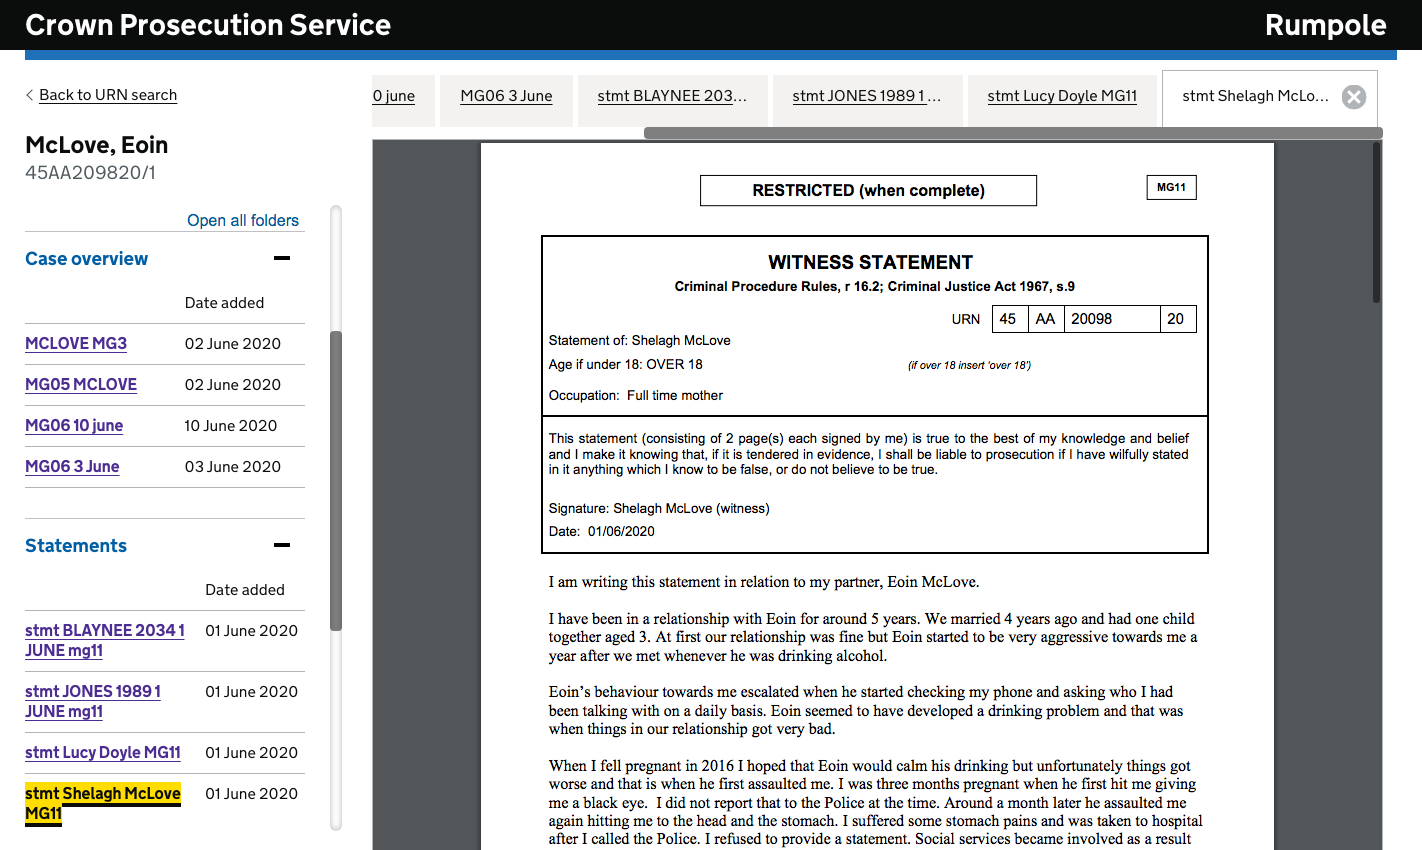 Crown Prosecution Service
Rumpole
Back to URN search
McLove, Eoin
45AA209820/1
Open all folders
Case overview
Date added
MCLOVE MG3 02 June 2020
MG05 MCLOVE 02 June 2020
MG06 10 june 10 June 2020
MG06 3 June 03 June 2020
Statements
Date added
stmt BLAYNEE 2034 1 01 June 2020
JUNE mg11
stmt JONES 1989 1 01 June 2020
JUNE mg11
stmt Lucy Doyle MG11 01 June 2020
stmt Shelagh McLove 01 June 2020
MG11
0 june
MG06 3 June
stmt BLAYNEE 203...
stmt JONES 1989 1...
stmt Lucy Doyle MG11
stmt Shelagh McLo...
RESTRICTED (when complete)
MG11
WITNESS STATEMENT
Criminal Procedure Rules, r 16.2; Criminal Justice Act 1967, s.9
URN 45 AA 20098 20
Statement of: Shelagh McLove
Age if under 18: OVER 18 (if over 18 insert 'over 18')
Occupation: Full time mother
This statement (consisting of 2 page(s) each signed by me) is true to the best of my knowledge and belief
and I make it knowing that, if it is tendered in evidence, I shall be liable to prosecution if I have wilfully stated
in it anything which I know to be false, or do not believe to be true.
Signature: Shelagh McLove (witness)
Date: 01/06/2020
I am writing this statement in relation to my partner, Eoin McLove.
I have been in a relationship with Eoin for around 5 years. We married 4 years ago and had one child
together aged 3. At first our relationship was fine but Eoin started to be very aggressive towards me a
year after we met whenever he was drinking alcohol.
Eoin's behaviour towards me escalated when he started checking my phone and asking who I had
been talking with on a daily basis. Eoin seemed to have developed a drinking problem and that was
when things in our relationship got very bad.
When I fell pregnant in 2016 I hoped that Eoin would calm his drinking but unfortunately things got
worse and that is when he first assaulted me. I was three months pregnant when he first hit me giving
me a black eye. I did not report that to the Police at the time. Around a month later he assaulted me
again hitting me to the head and the stomach. I suffered some stomach pains and was taken to hospital
after I called the Police. I refused to provide a statement. Social services became involved as a result